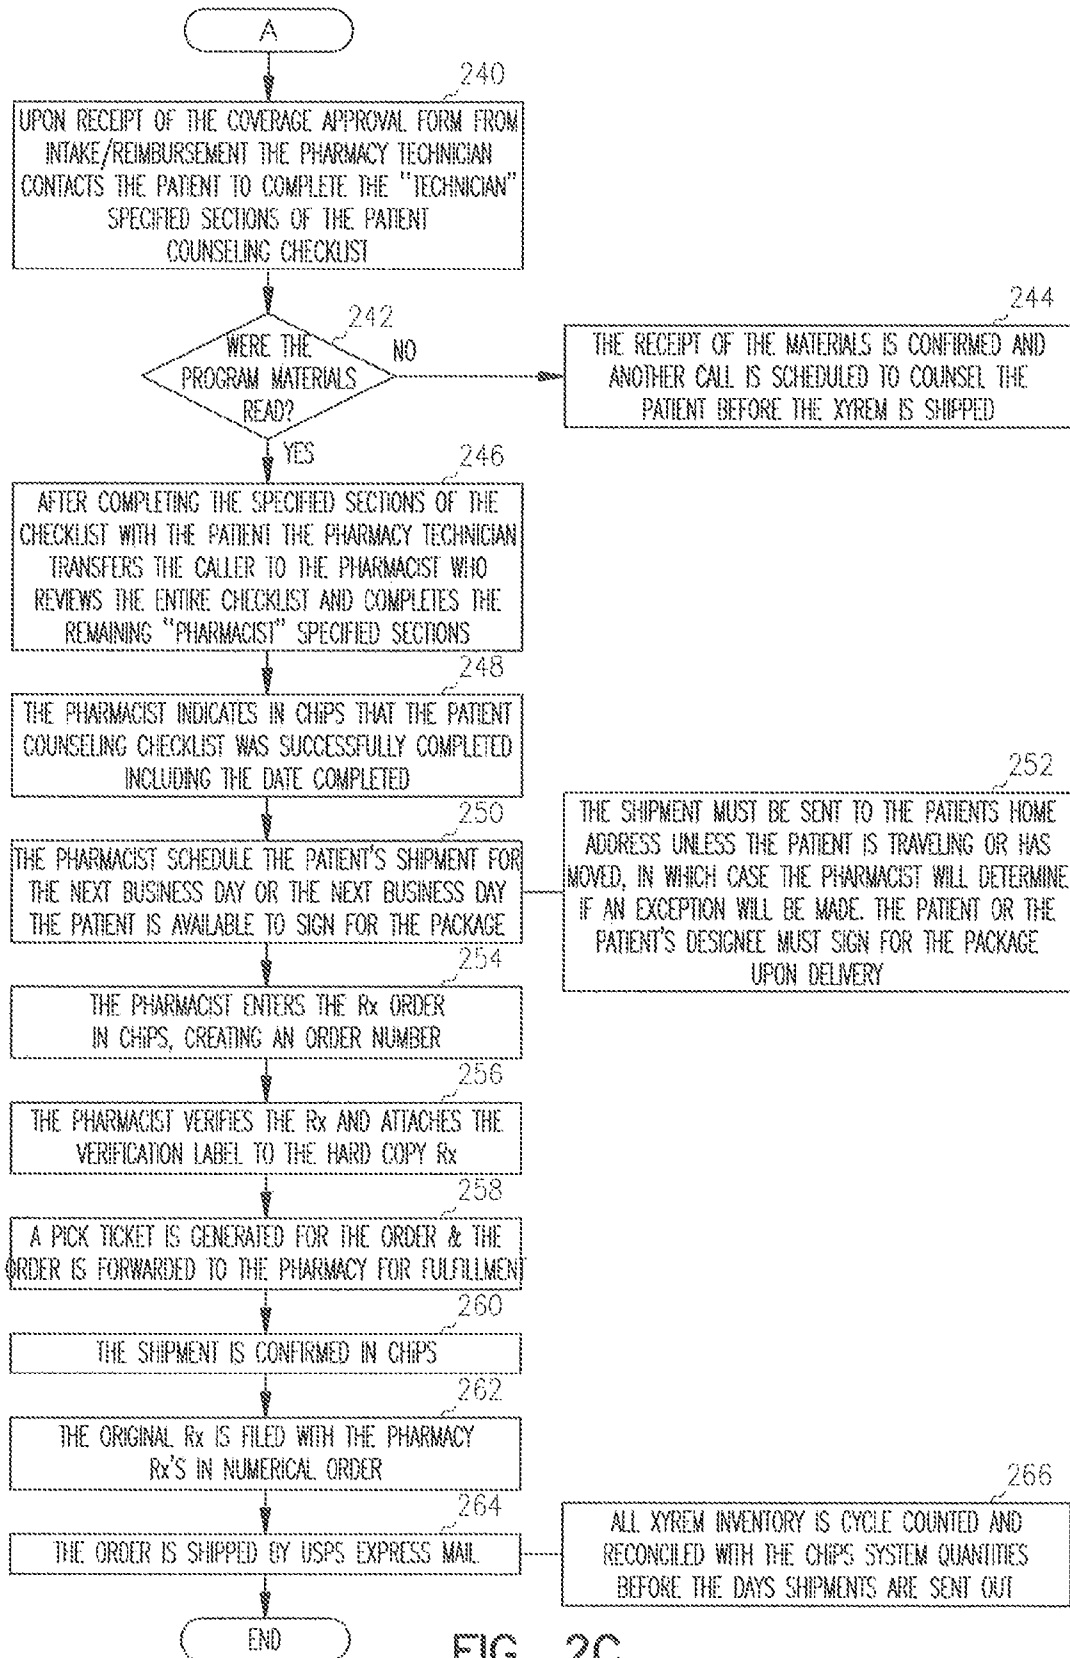 A
240
UPON RECEIPT OF THE COVERAGE APPROVAL FORM FROM
INTAKE/REIMBURSEMENT THE PHARMACY TECHNICIAN
CONTACTS THE PATIENT TO COMPLETE THE "TECHNICIAN"
SPECIFIED SECTIONS OF THE PATIENT
COUNSELING CHECKLIST
242
WERE THE
PROGRAM MATERIALS
READ?
NO
YES
244
THE RECEIPT OF THE MATERIALS IS CONFIRMED AND
ANOTHER CALL IS SCHEDULED TO COUNSEL THE
PATIENT BEFORE THE XYREM IS SHIPPED
246
AFTER COMPLETING THE SPECIFIED SECTIONS OF THE
CHECKLIST WITH THE PATIENT THE PHARMACY TECHNICIAN
TRANSFERS THE CALLER TO THE PHARMACIST WHO
REVIEWS THE ENTIRE CHECKLIST AND COMPLETES THE
REMAINING "PHARMACIST" SPECIFIED SECTIONS
248
THE PHARMACIST INDICATES IN CHIPS THAT THE PATIENT
COUNSELING CHECKLIST WAS SUCCESSFULLY COMPLETED
INCLUDING THE DATE COMPLETED
250
THE PHARMACIST SCHEDULE THE PATIENT'S SHIPMENT FOR
THE NEXT BUSINESS DAY OR THE NEXT BUSINESS DAY
THE PATIENT IS AVAILABLE TO SIGN FOR THE PACKAGE
252
THE SHIPMENT MUST BE SENT TO THE PATIENTS HOME
ADDRESS UNLESS THE PATIENT IS TRAVELING OR HAS
MOVED, IN WHICH CASE THE PHARMACIST WILL DETERMINE
IF AN EXCEPTION WILL BE MADE. THE PATIENT OR THE
PATIENT'S DESIGNEE MUST SIGN FOR THE PACKAGE
UPON DELIVERY
254
THE PHARMACIST ENTERS THE Rx ORDER
IN CHIPS, CREATING AN ORDER NUMBER
256
THE PHARMACIST VERIFIES THE Rx AND ATTACHES THE
VERIFICATION LABEL TO THE HARD COPY Rx
258
A PICK TICKET IS GENERATED FOR THE ORDER & THE
ORDER IS FORWARDED TO THE PHARMACY FOR FULFILLMENT
260
THE SHIPMENT IS CONFIRMED IN CHIPS
262
THE ORIGINAL Rx IS FILED WITH THE PHARMACY
Rx'S IN NUMERICAL ORDER
264
THE ORDER IS SHIPPED BY USPS EXPRESS MAIL
266
ALL XYREM INVENTORY IS CYCLE COUNTED AND
RECONCILED WITH THE CHIPS SYSTEM QUANTITIES
BEFORE THE DAYS SHIPMENTS ARE SENT OUT
END
FIG. 2C